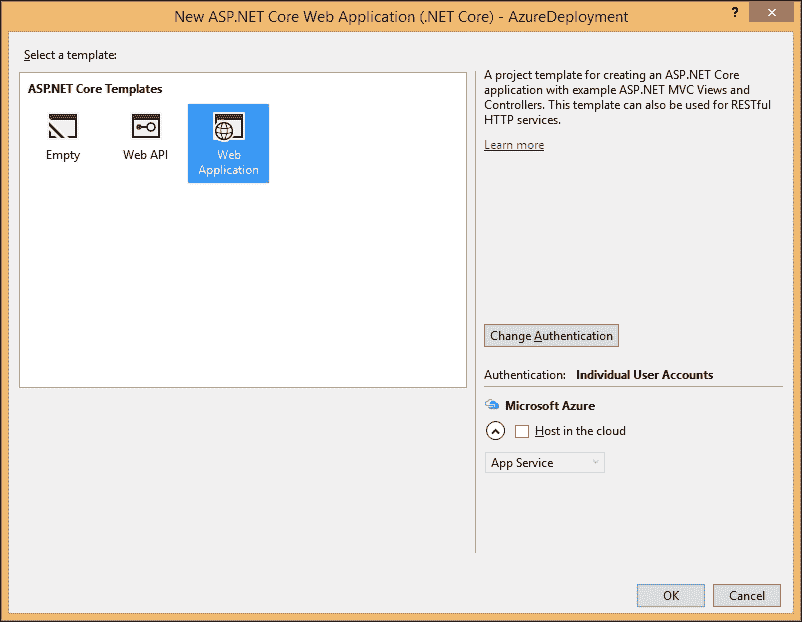 New ASP.NET Core Web Application (.NET Core) - AzureDeployment
?
Select a template:
ASP.NET Core Templates
Empty
Web API
Web
Application
A project template for creating an ASP.NET Core
application with example ASP.NET MVC Views and
Controllers. This template can also be used for RESTful
HTTP services.
Learn more
Change Authentication
Authentication: Individual User Accounts
Microsoft Azure
Host in the cloud
App Service
OK
Cancel